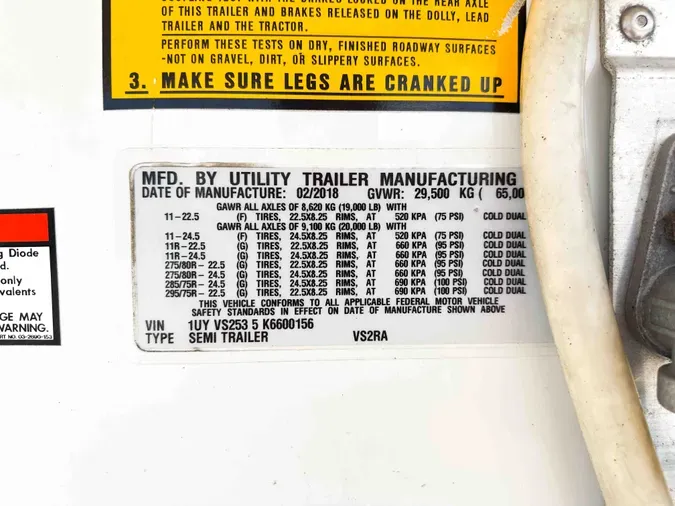 OF THIS TRAILER AND BRAKES RELEASED ON THE DOLLY, LEAD
TRAILER AND THE TRACTOR.
PERFORM THESE TESTS ON DRY, FINISHED ROADWAY SURFACES
-NOT ON GRAVEL, DIRT, OR SLIPPERY SURFACES.
3. MAKE SURE LEGS ARE CRANKED UP
MFD. BY UTILITY TRAILER MANUFACTURING
DATE OF MANUFACTURE: 02/2018 GVWR: 29,500 KG ( 65,00
GAWR ALL AXLES OF 8,620 KG (19,000 LB) WITH
11-22.5 (F) TIRES, 22.5X8.25 RIMS, AT 520 KPA (75 PSI) COLD DUAL
GAWR ALL AXLES OF 9,100 KG (20,000 LB) WITH
11-24.5 (F) TIRES, 24.5X8.25 RIMS, AT 520 KPA (75 PSI) COLD DUAL
11R-22.5 (G) TIRES, 22.5X8.25 RIMS, AT 660 KPA (95 PSI) COLD DUAL
11R-24.5 (G) TIRES, 24.5X8.25 RIMS, AT 660 KPA (95 PSI) COLD DUAL
275/80R-22.5 (G) TIRES, 22.5X8.25 RIMS, AT 660 KPA (95 PSI) COLD DUAL
275/80R-24.5 (G) TIRES, 24.5X8.25 RIMS, AT 660 KPA (95 PSI) COLD DUAL
285/75R-24.5 (G) TIRES, 24.5X8.25 RIMS, AT 690 KPA (100 PSI) COLD DUAL
295/75R-22.5 (G) TIRES, 22.5X8.25 RIMS, AT 690 KPA (100 PSI) COLD DUAL
THIS VEHICLE CONFORMS TO ALL APPLICABLE FEDERAL MOTOR VEHICLE
SAFETY STANDARDS IN EFFECT ON DATE OF MANUFACTURE SHOWN ABOVE
VIN 1UY VS253 5 K6600156
TYPE SEMI TRAILER VS2RA
g Diode
d.
only
valents
GE MAY
WARNING.
RT NO. 03-2690-153